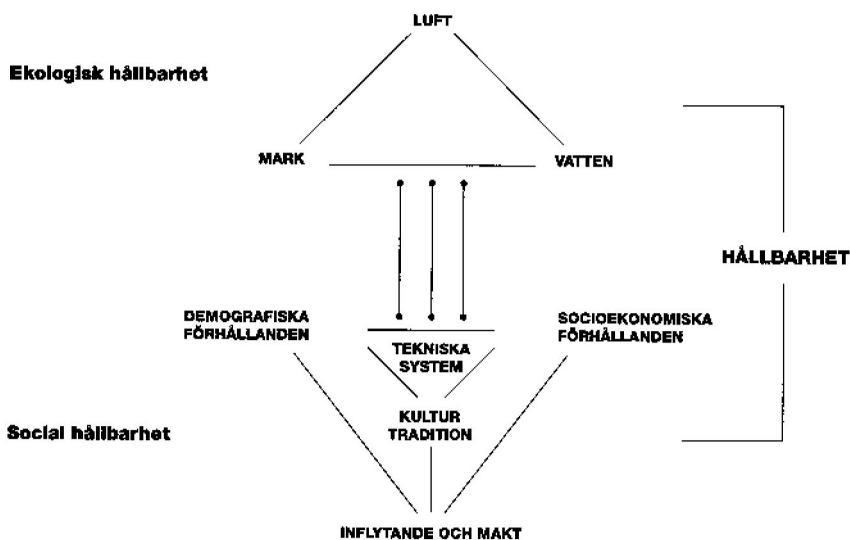 LUFT
Ekologisk hållbarhet
MARK
VATTEN
HÅLLBARHET
DEMOGRAFISKA
FÖRHÅLLANDEN
SOCIOEKONOMISKA
FÖRHÅLLANDEN
TEKNISKA
SYSTEM
KULTUR
TRADITION
Social hållbarhet
INFLYTANDE OCH MAKT